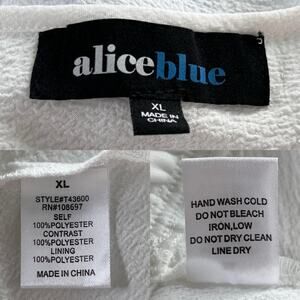 aliceblue
XL
MADE IN
CHINA
XL
STYLE#T43600
RN#108697
SELF
100%POLYESTER
CONTRAST
100%POLYESTER
LINING
100%POLYESTER
MADE IN CHINA
HAND WASH COLD
DO NOT BLEACH
IRON,LOW
DO NOT DRY CLEAN
LINE DRY